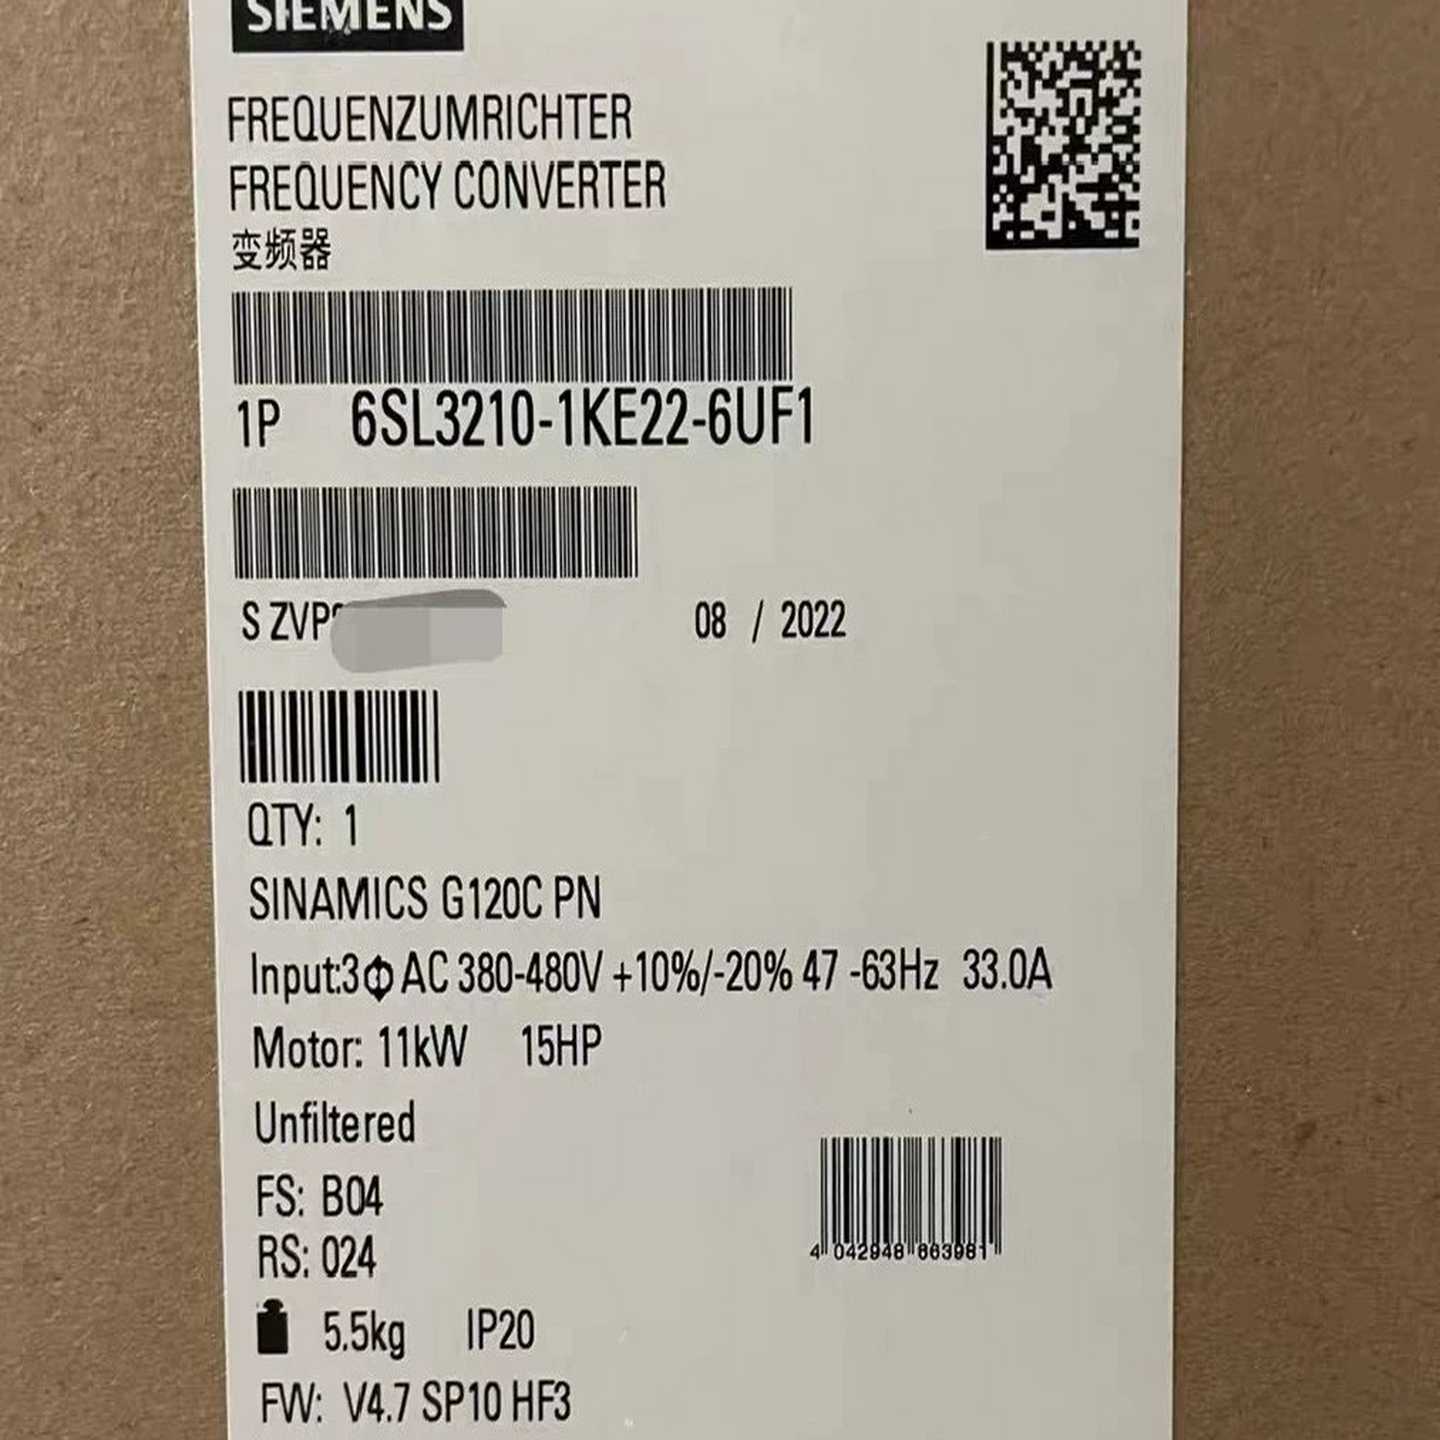 SIEMENS
FREQUENZUMRICHTER
FREQUENCY CONVERTER
变频器
1P 6SL3210-1KE22-6UF1
S ZVP
08 / 2022
QTY: 1
SINAMICS G120C PN
Input:3Φ AC 380-480V +10%/-20% 47 -63Hz 33.0A
Motor: 11kW 15HP
Unfiltered
FS: B04
RS: 024
4 042948 663981
5.5kg IP20
FW: V4.7 SP10 HF3